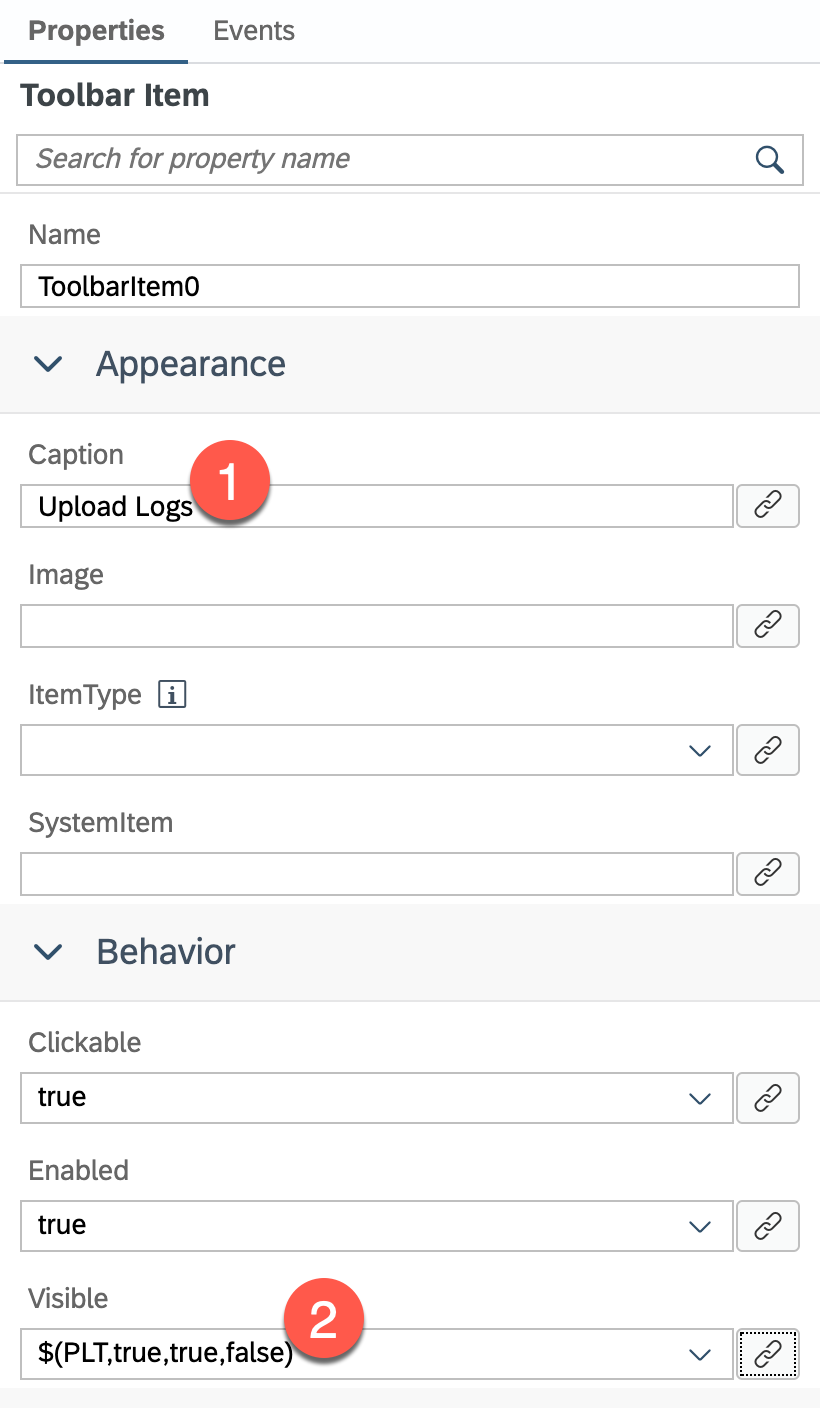 Properties Events
Toolbar Item
Search for property name
Name
ToolbarItem0
Appearance
Caption
1
Upload Logs
Image
ItemType i
SystemItem
Behavior
Clickable
true
Enabled
true
Visible
2
$(PLT,true,true,false)